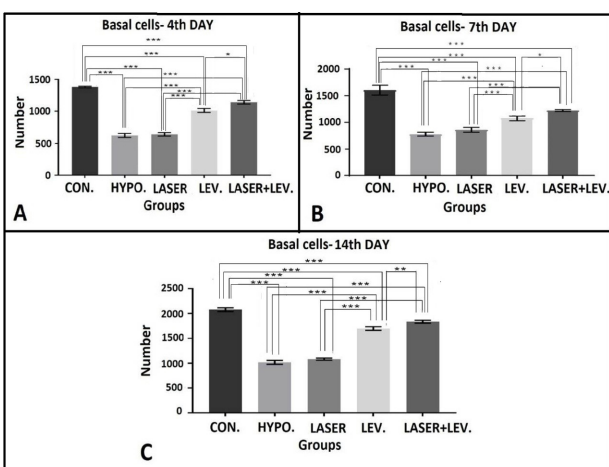 Basal cells- 4th DAY
***
***
*
***
***
***
***
***
***
1500
1000
500
0
Number
CON. HYPO. LASER LEV. LASER+LEV.
Groups
A
Basal cells- 7th DAY
***
***
*
***
***
***
***
***
***
2000
1500
1000
500
0
Number
CON. HYPO. LASER LEV. LASER+LEV.
Groups
B
Basal cells-14th DAY
***
***
**
***
***
***
***
***
***
2500
2000
1500
1000
500
0
Number
CON. HYPO. LASER LEV. LASER+LEV.
Groups
C